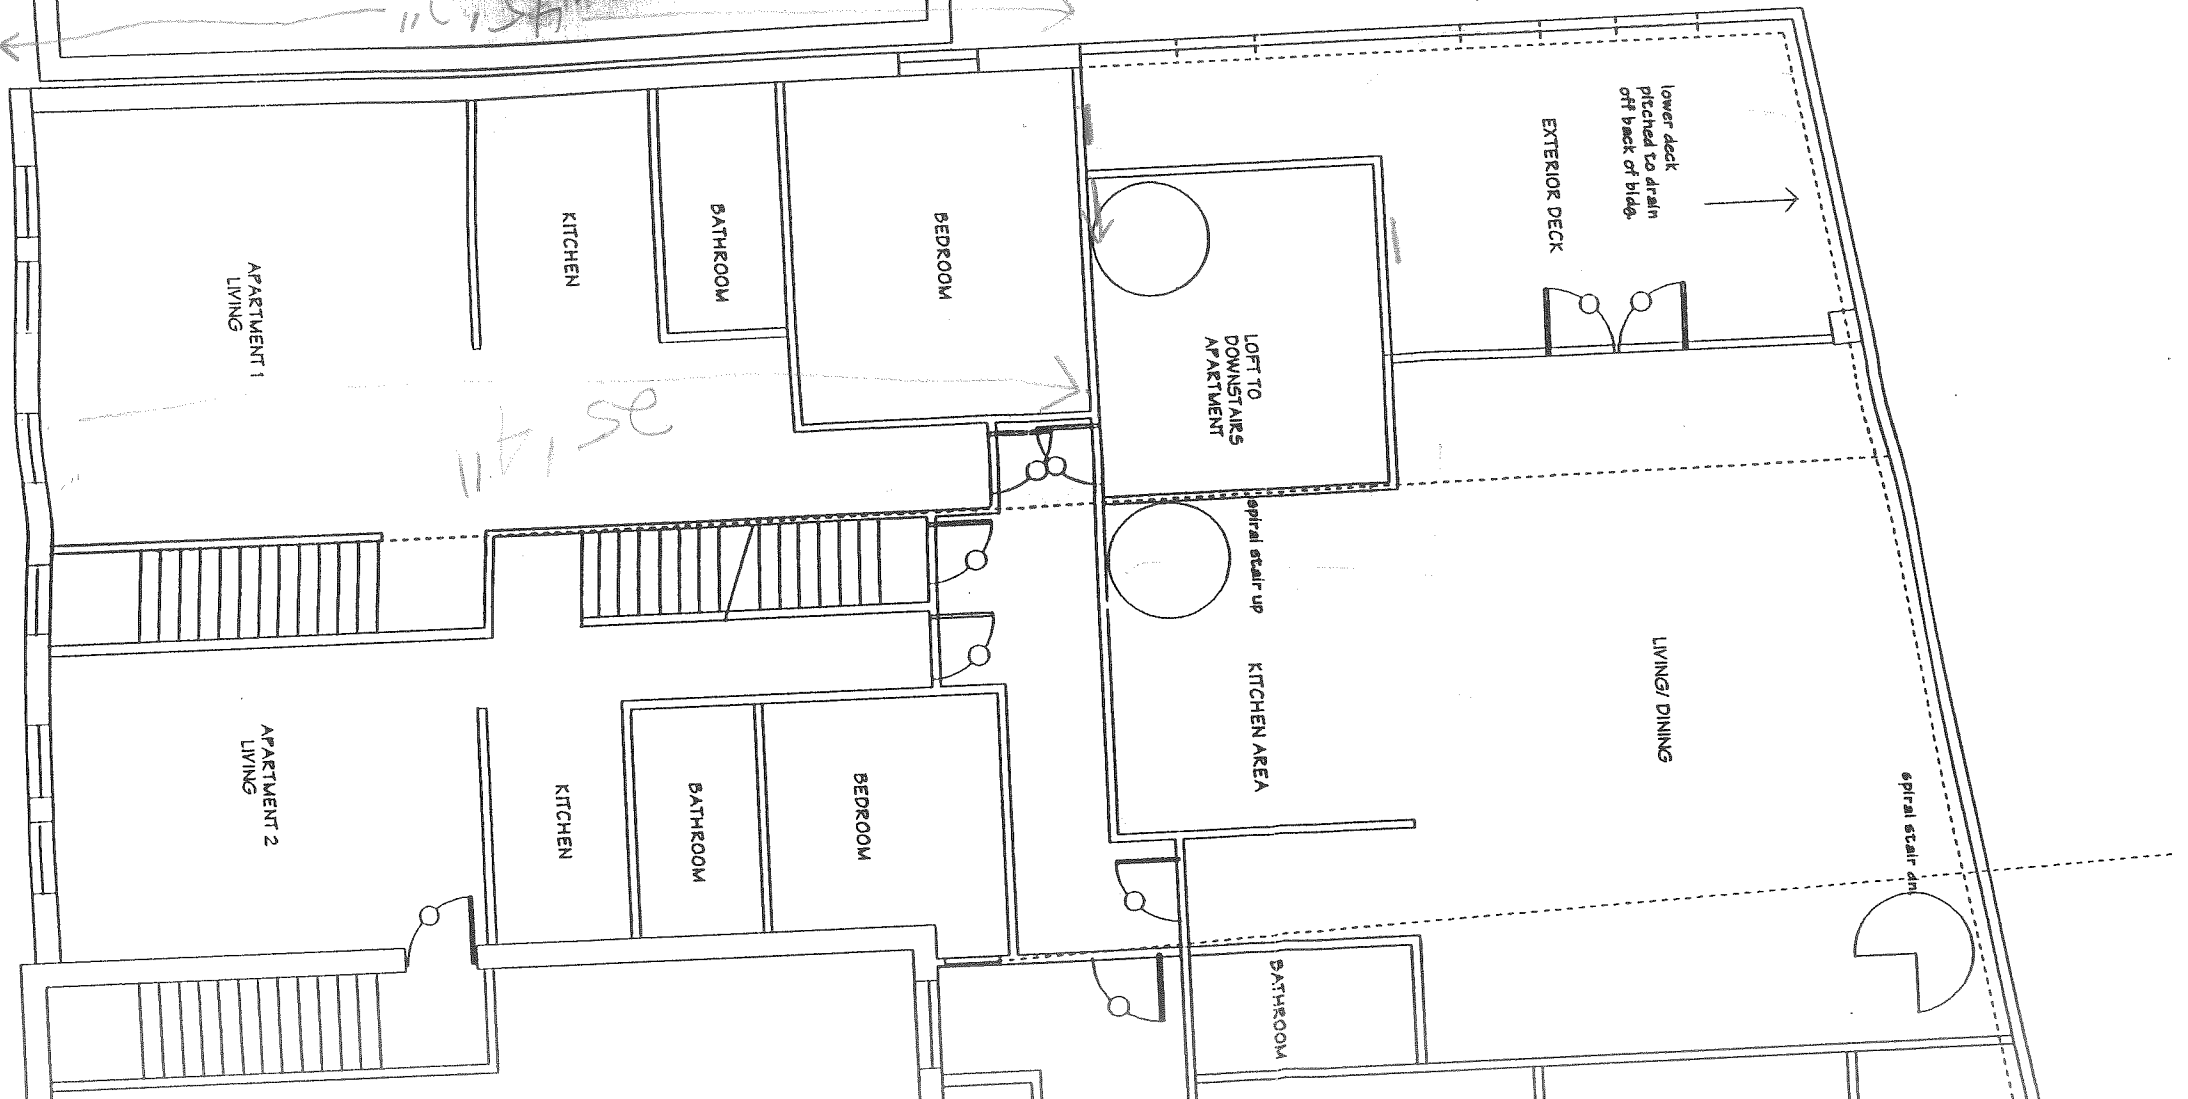 spiral stair dn
lower deck
pitched to drain
off back of bldg.
LIVING/ DINING
EXTERIOR DECK
LOFT TO
DOWNSTAIRS
APARTMENT
spiral stair up
KITCHEN AREA
BATHROOM
BEDROOM
BEDROOM
BATHROOM
BATHROOM
KITCHEN
KITCHEN
25'4"
APARTMENT 1
LIVING
APARTMENT 2
LIVING